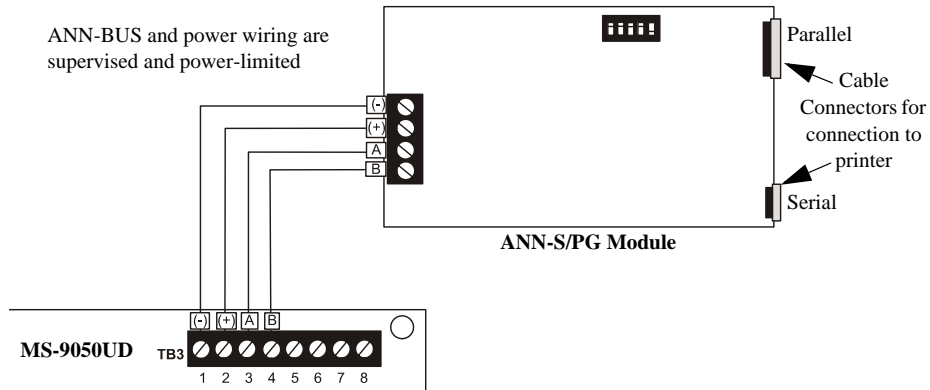 ANN-BUS and power wiring are
supervised and power-limited
Parallel
Cable
Connectors for
connection to
printer
Serial
(-)
(+)
A
B
ANN-S/PG Module
(-) (+) A B
MS-9050UD TB3
1 2 3 4 5 6 7 8